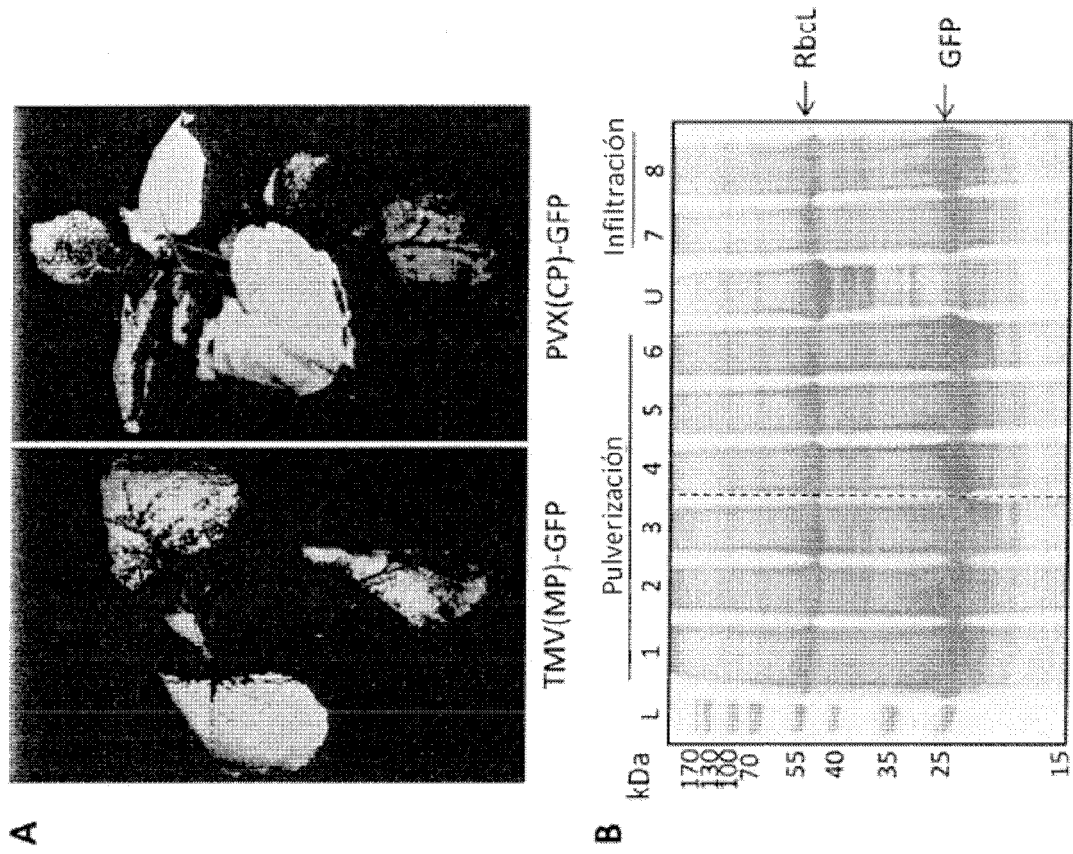 A
TMV(MP)-GFP
PVX(CP)-GFP
B
kDa
Pulverización
Infiltración
L 1 2 3 4 5 6 U 7 8
170
130
100
70
55
40
35
25
15
RbcL
GFP